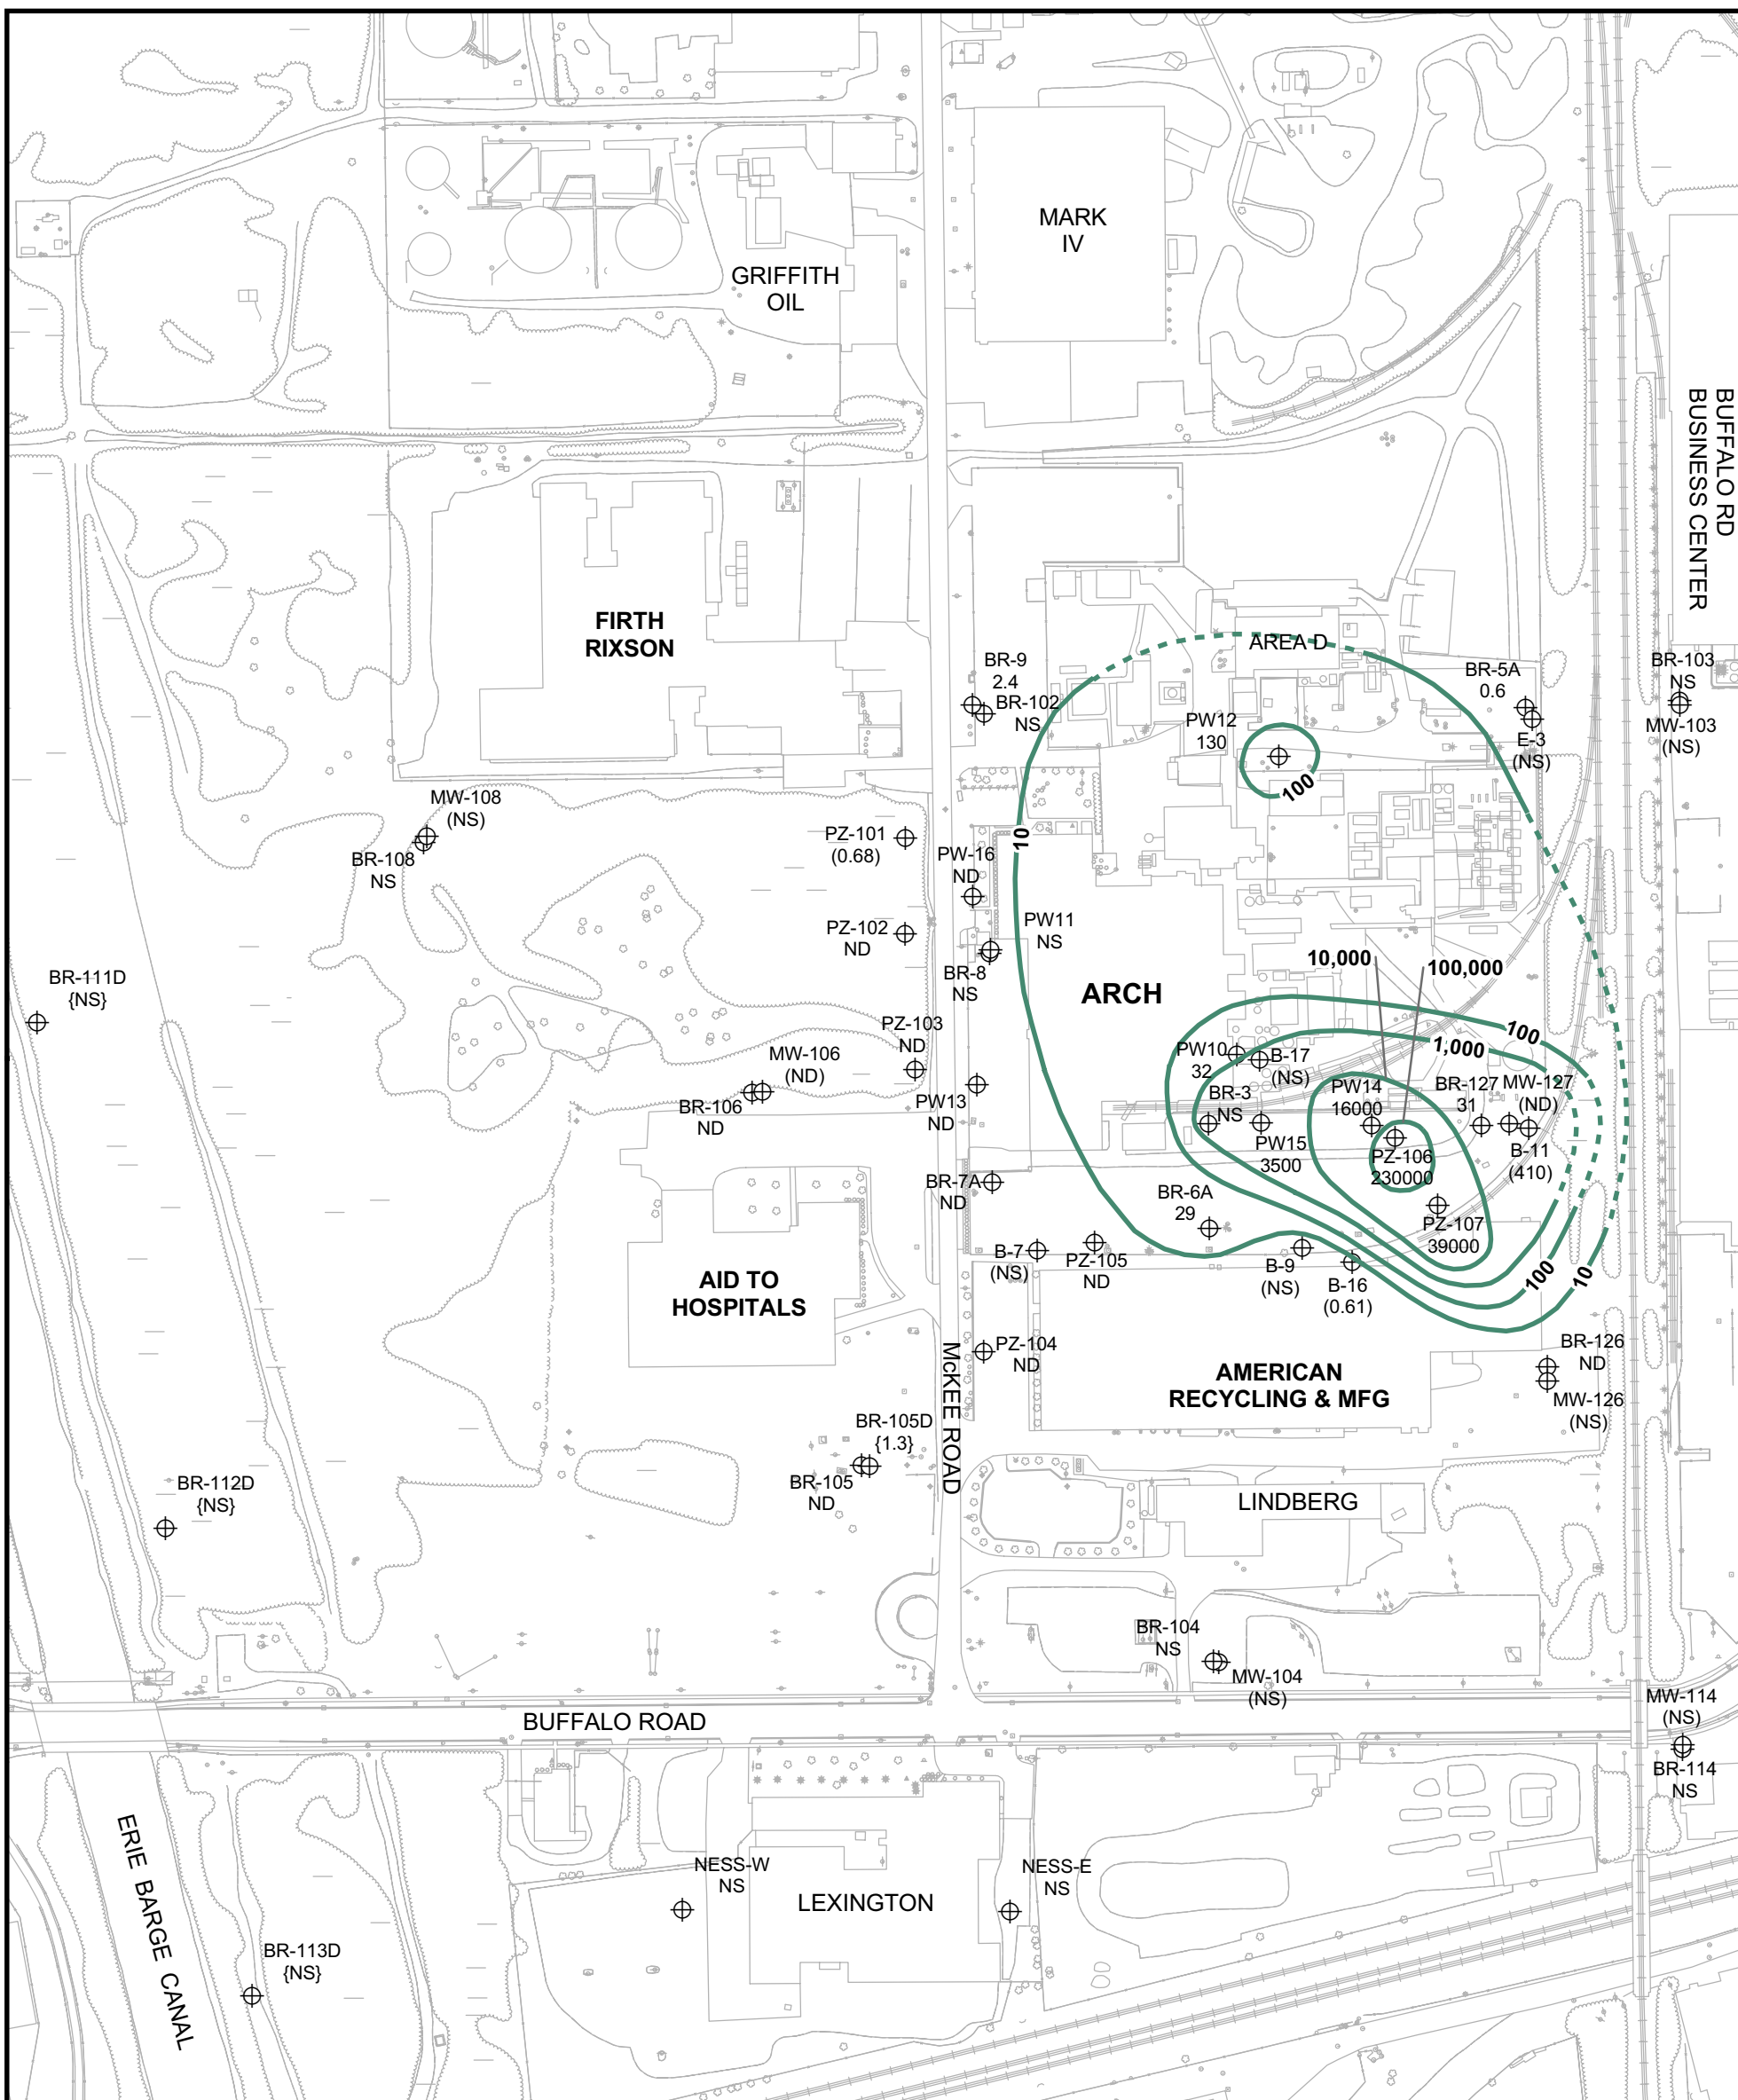 MARK
IV
GRIFFITH
OIL
BUFFALO RD
BUSINESS CENTER
FIRTH
RIXSON
AREA D
BR-9
2.4
BR-102
NS
BR-5A
0.6
E-3
(NS)
BR-103
NS
MW-103
(NS)
PW12
130
100
MW-108
(NS)
BR-108
NS
PZ-101
(0.68)
10
PW-16
ND
PZ-102
ND
PW11
NS
BR-8
NS
10,000
100,000
BR-111D
{NS}
ARCH
PZ-103
ND
MW-106
(ND)
BR-106
ND
PW13
ND
100
1,000
PW10
32
B-17
(NS)
BR-3
NS
PW14
16000
BR-127
31
MW-127
(ND)
PW15
3500
PZ-106
230000
B-11
(410)
BR-7A
ND
BR-6A
29
PZ-107
39000
B-7
(NS)
PZ-105
ND
B-9
(NS)
B-16
(0.61)
100
10
AID TO
HOSPITALS
McKEE ROAD
PZ-104
ND
AMERICAN
RECYCLING & MFG
BR-126
ND
MW-126
(NS)
BR-105D
{1.3}
BR-105
ND
BR-112D
{NS}
LINDBERG
BR-104
NS
MW-104
(NS)
BUFFALO ROAD
MW-114
(NS)
BR-114
NS
ERIE BARGE CANAL
NESS-W
NS
LEXINGTON
NESS-E
NS
BR-113D
{NS}